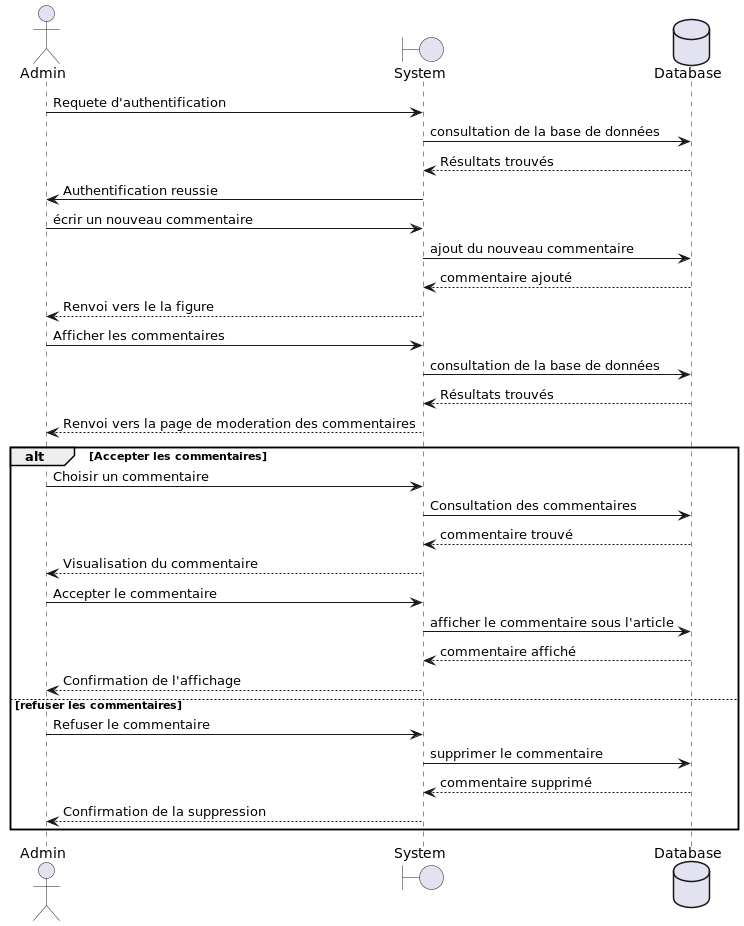 Admin
System
Database
Requete d'authentification
consultation de la base de données
Résultats trouvés
Authentification reussie
écrir un nouveau commentaire
ajout du nouveau commentaire
commentaire ajouté
Renvoi vers le la figure
Afficher les commentaires
consultation de la base de données
Résultats trouvés
Renvoi vers la page de moderation des commentaires
alt [Accepter les commentaires]
Choisir un commentaire
Consultation des commentaires
commentaire trouvé
Visualisation du commentaire
Accepter le commentaire
afficher le commentaire sous l'article
commentaire affiché
Confirmation de l'affichage
[refuser les commentaires]
Refuser le commentaire
supprimer le commentaire
commentaire supprimé
Confirmation de la suppression
Admin
System
Database